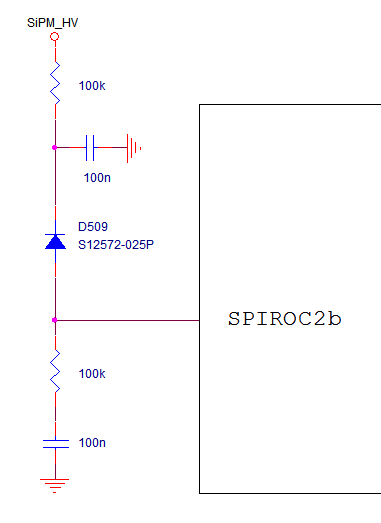 SiPM_HV
100k
100n
D509
S12572-025P
SPIROC2b
100k
100n